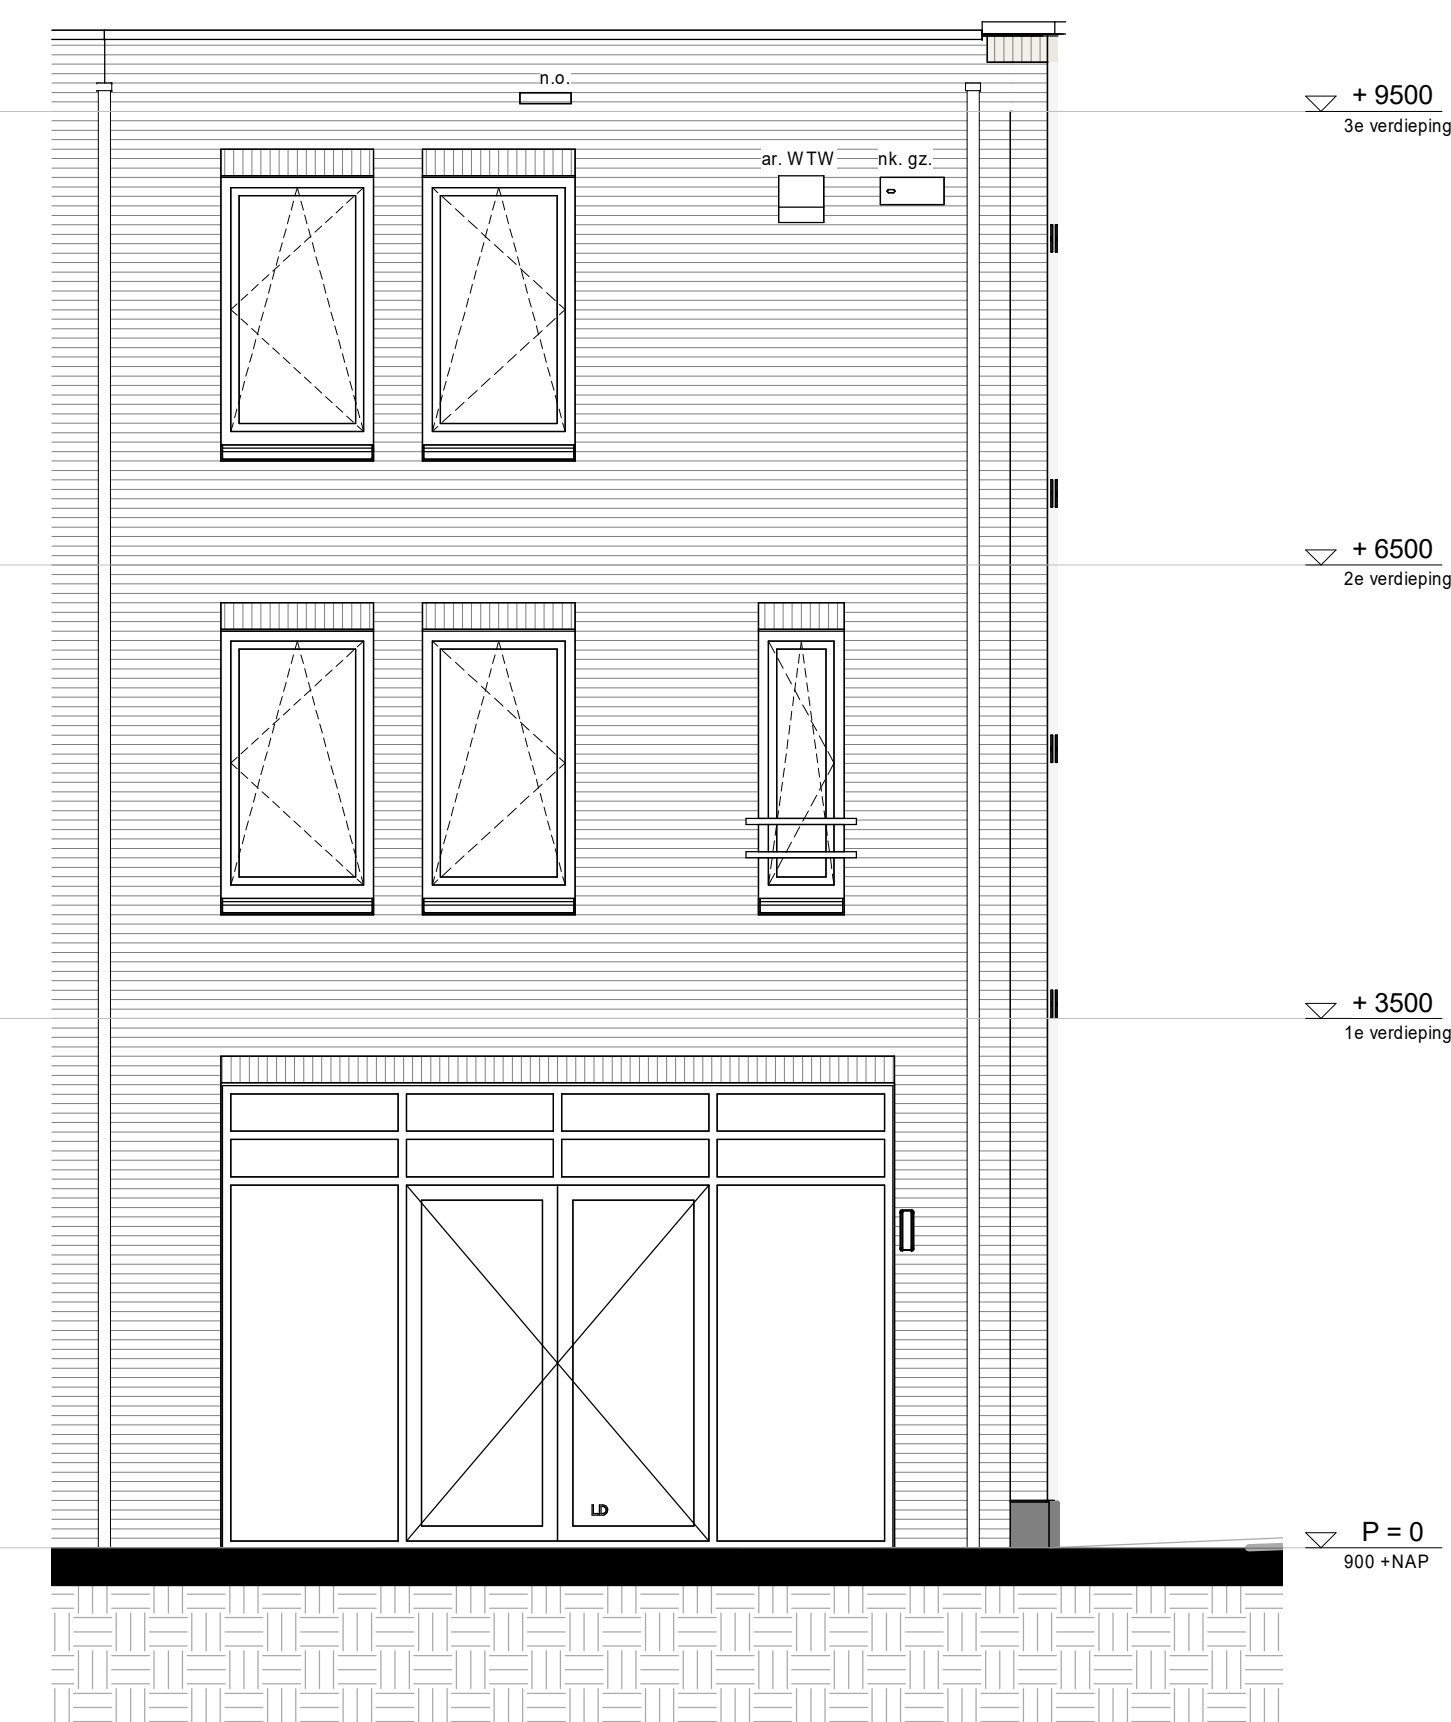 n.o.
+ 9500
3e verdieping
ar. WTW
nk. gz.
+ 6500
2e verdieping
+ 3500
1e verdieping
LD
P = 0
900 +NAP